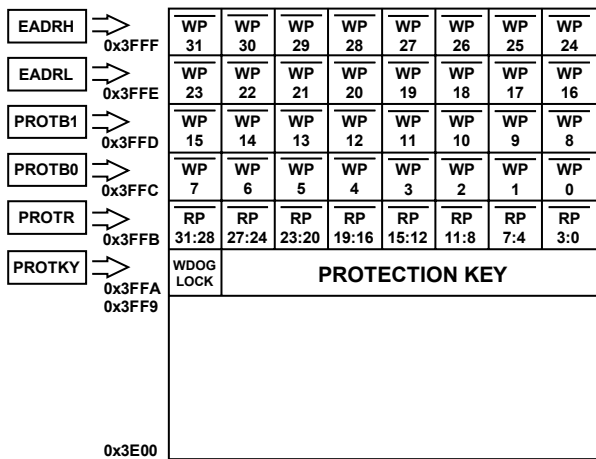 EADRH 0x3FFF WP 31 WP 30 WP 29 WP 28 WP 27 WP 26 WP 25 WP 24
EADRL 0x3FFE WP 23 WP 22 WP 21 WP 20 WP 19 WP 18 WP 17 WP 16
PROTB1 0x3FFD WP 15 WP 14 WP 13 WP 12 WP 11 WP 10 WP 9 WP 8
PROTB0 0x3FFC WP 7 WP 6 WP 5 WP 4 WP 3 WP 2 WP 1 WP 0
PROTR 0x3FFB RP 31:28 RP 27:24 RP 23:20 RP 19:16 RP 15:12 RP 11:8 RP 7:4 RP 3:0
PROTKY 0x3FFA WDOG LOCK PROTECTION KEY
0x3FF9
0x3E00